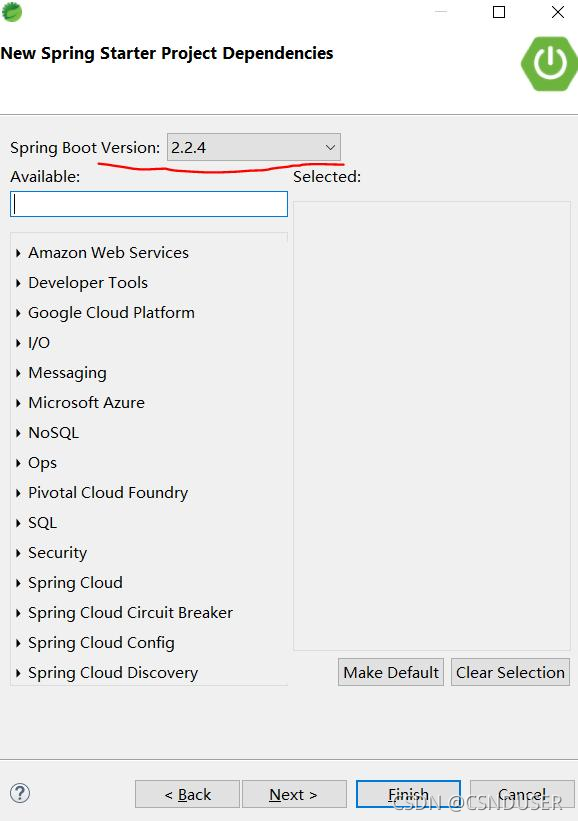 New Spring Starter Project Dependencies
Spring Boot Version: 2.2.4
Available: Selected:
Amazon Web Services
Developer Tools
Google Cloud Platform
I/O
Messaging
Microsoft Azure
NoSQL
Ops
Pivotal Cloud Foundry
SQL
Security
Spring Cloud
Spring Cloud Circuit Breaker
Spring Cloud Config
Spring Cloud Discovery
Make Default Clear Selection
? < Back Next > Finish Cancel
CSDN @CSNDUSER